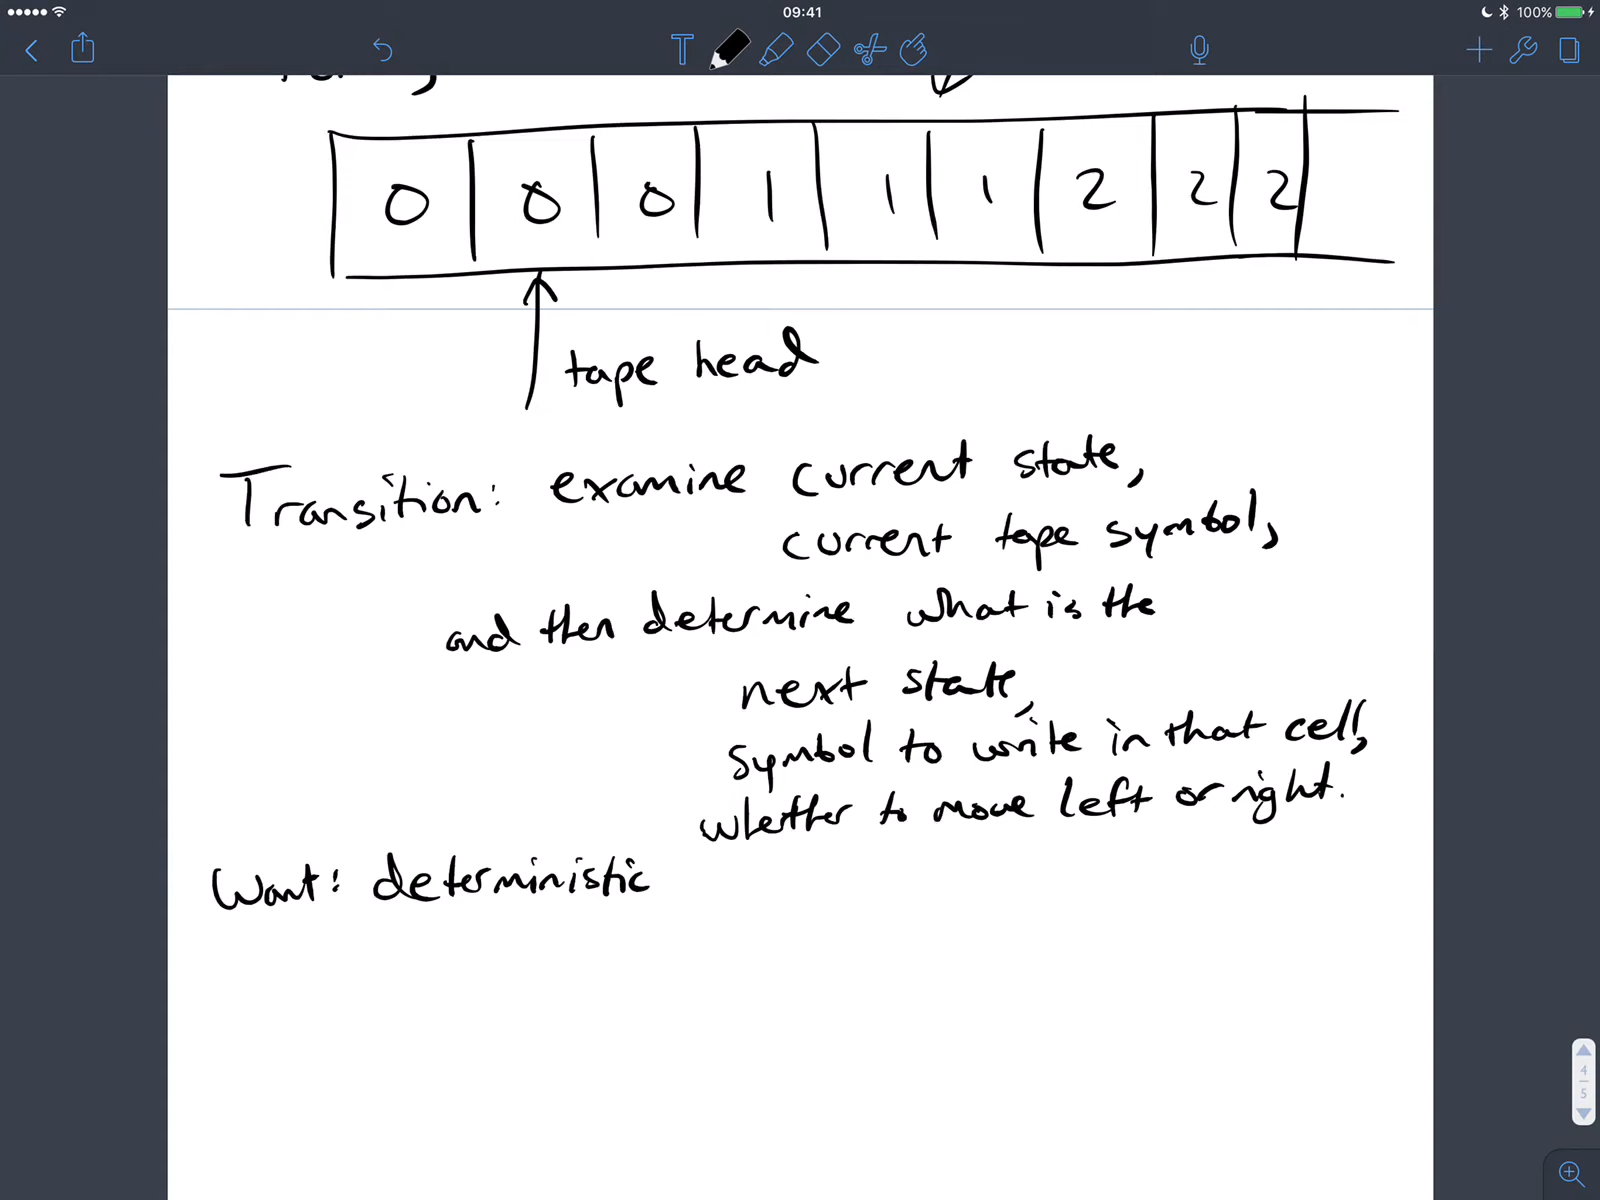 09:41
100%
T
0 0 0 1 1 1 2 2 2
tape head
Transition: examine current state,
current tape symbol,
and then determine what is the
next state,
symbol to write in that cell,
whether to move left or right.
Want: deterministic
4
5